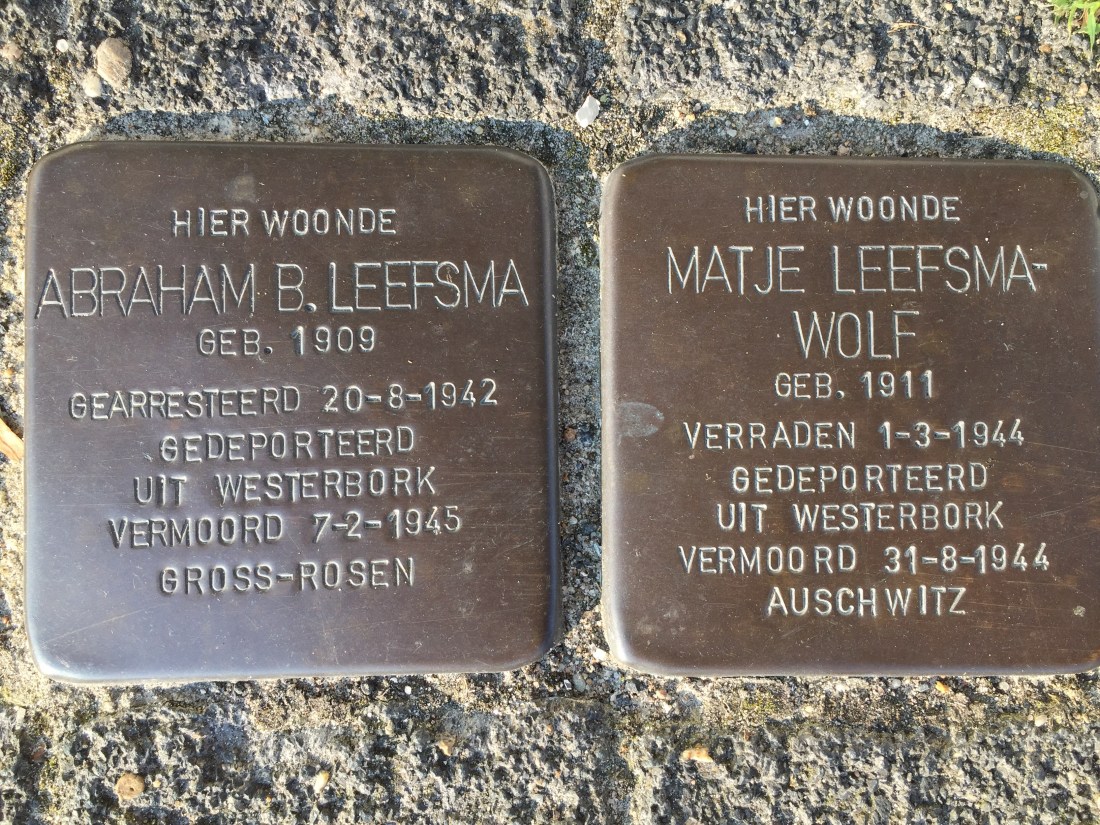 HIER WOONDE
ABRAHAM B. LEEFSMA
GEB. 1909
GEARRESTEERD 20-8-1942
GEDEPORTEERD
UIT WESTERBORK
VERMOORD 7-2-1945
GROSS-ROSEN
HIER WOONDE
MATJE LEEFSMA-
WOLF
GEB. 1911
VERRADEN 1-3-1944
GEDEPORTEERD
UIT WESTERBORK
VERMOORD 31-8-1944
AUSCHWITZ